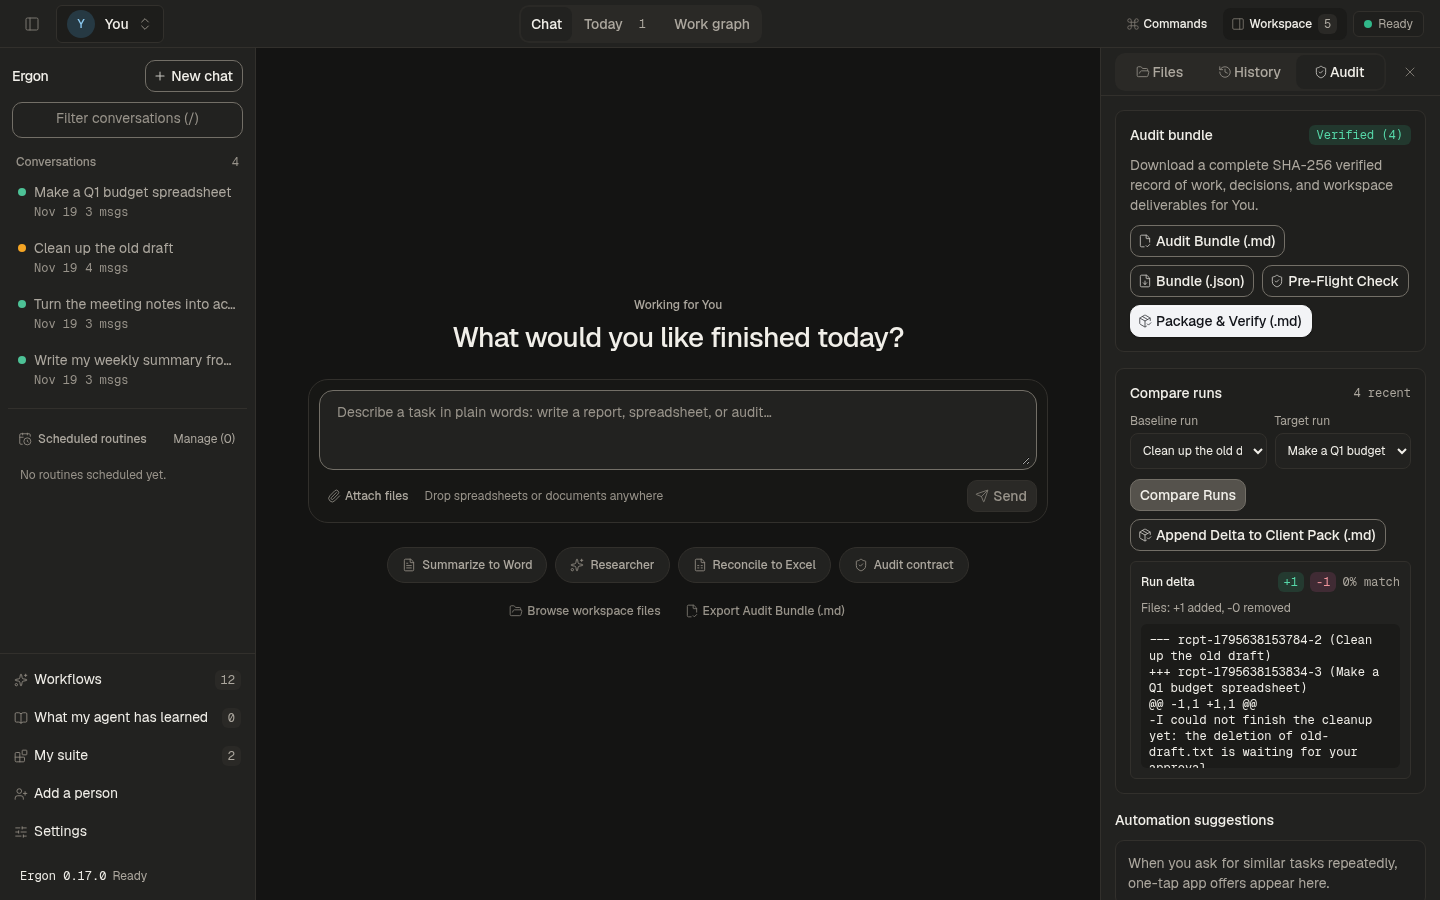 Y You
Chat Today 1 Work graph
Commands Workspace 5 Ready
Ergon
New chat
Filter conversations (/)
Conversations 4
Make a Q1 budget spreadsheet
Nov 19 3 msgs
Clean up the old draft
Nov 19 4 msgs
Turn the meeting notes into ac…
Nov 19 3 msgs
Write my weekly summary fro…
Nov 19 3 msgs
Scheduled routines Manage (0)
No routines scheduled yet.
Workflows 12
What my agent has learned 0
My suite 2
Add a person
Settings
Ergon 0.17.0 Ready
Working for You
What would you like finished today?
Describe a task in plain words: write a report, spreadsheet, or audit…
Attach files Drop spreadsheets or documents anywhere Send
Summarize to Word Researcher Reconcile to Excel Audit contract
Browse workspace files Export Audit Bundle (.md)
Files History Audit
Audit bundle Verified (4)
Download a complete SHA-256 verified
record of work, decisions, and workspace
deliverables for You.
Audit Bundle (.md)
Bundle (.json) Pre-Flight Check
Package & Verify (.md)
Compare runs 4 recent
Baseline run Target run
Clean up the old d Make a Q1 budget
Compare Runs
Append Delta to Client Pack (.md)
Run delta +1 -1 0% match
Files: +1 added, -0 removed
--- rcpt-1795638153784-2 (Clean
up the old draft)
+++ rcpt-1795638153834-3 (Make a
Q1 budget spreadsheet)
@@ -1,1 +1,1 @@
-I could not finish the cleanup
yet: the deletion of old-
draft.txt is waiting for your
approval
Automation suggestions
When you ask for similar tasks repeatedly,
one-tap app offers appear here.